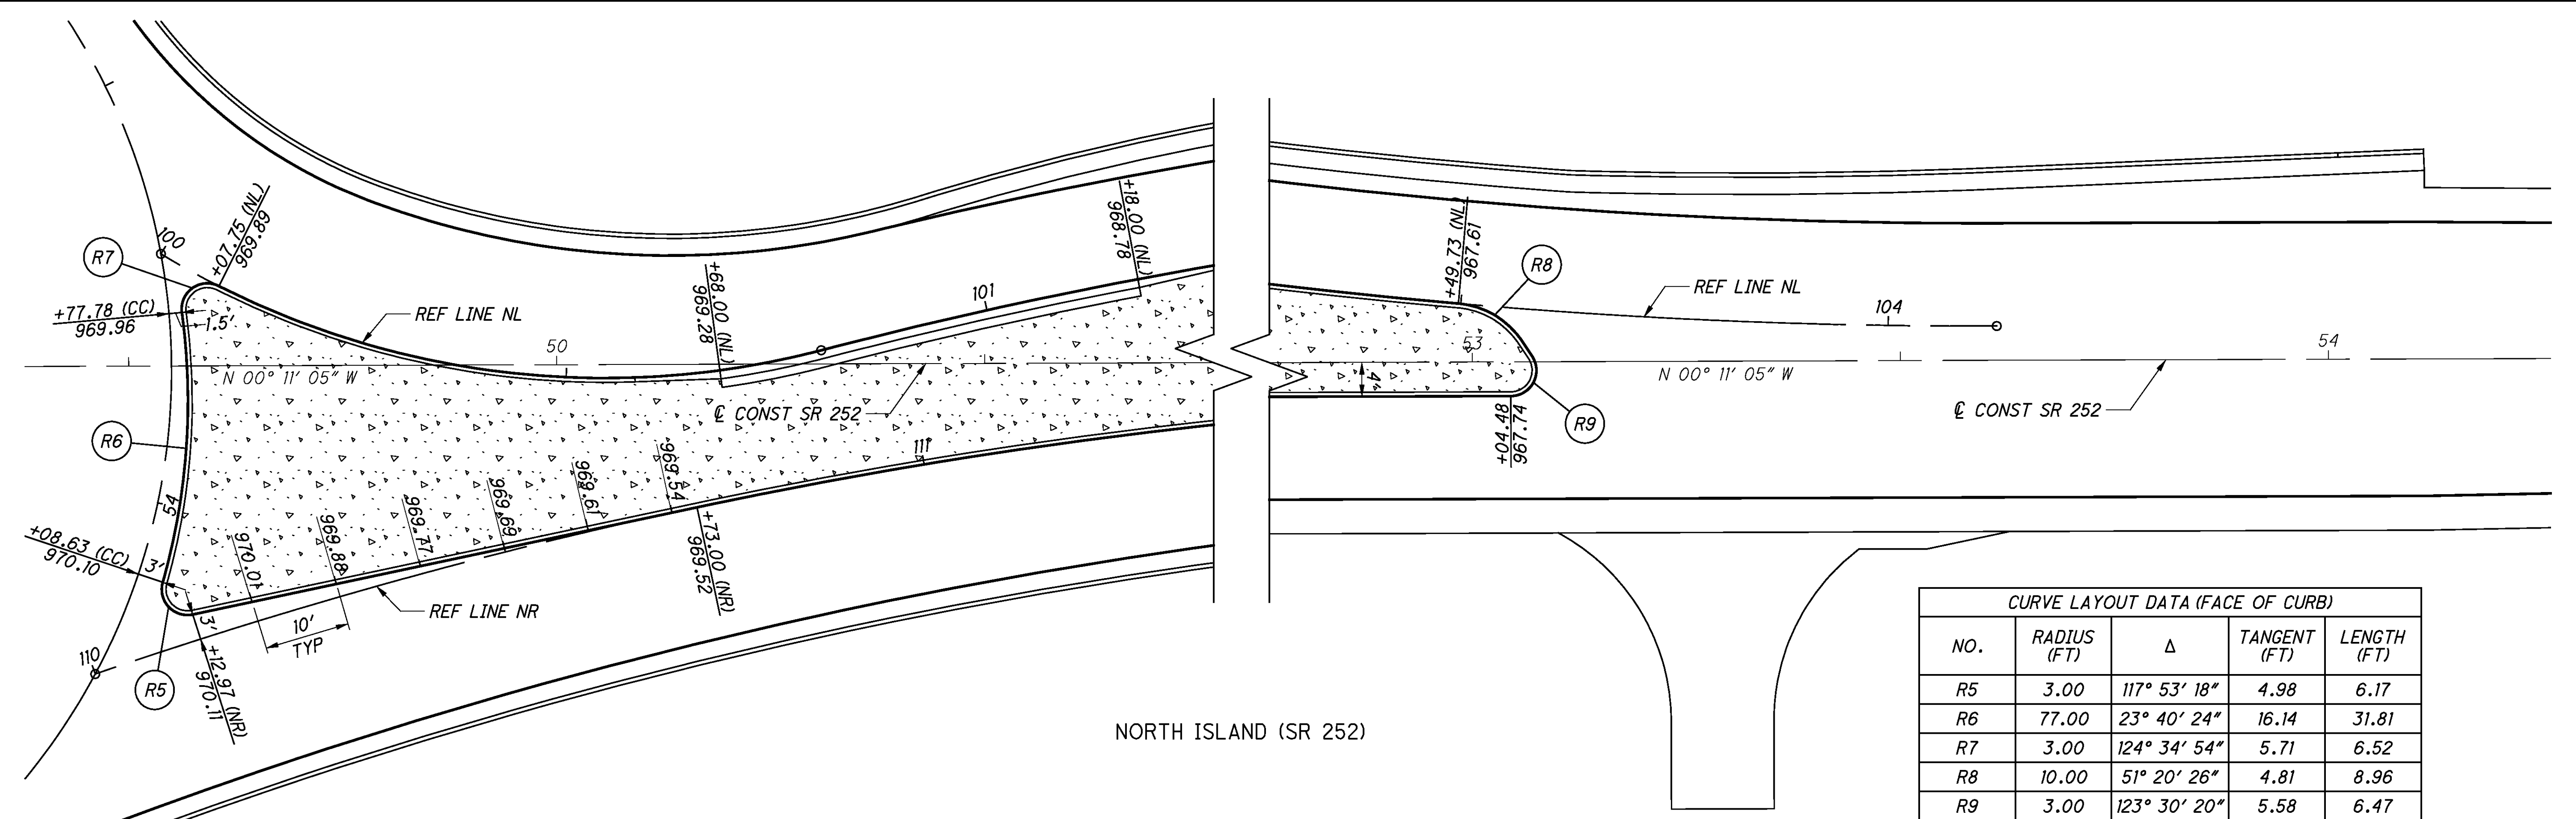 100
+07.75 (NL)
969.89
R7
+77.78 (CC)
969.96
1.5'
REF LINE NL
N 00° 11' 05" W
50
+68.00 (NL)
969.28
101
+18.00 (NL)
968.78
℄ CONST SR 252
R6
54
+08.63 (CC)
970.10
3'
110
R5
3'
+12.97 (NR)
970.11
10'
TYP
970.01
969.88
969.77
969.69
969.61
969.54
+73.00 (NR)
969.52
REF LINE NR
111
+49.73 (NL)
967.61
R8
REF LINE NL
104
53
54
4'
N 00° 11' 05" W
R9
℄ CONST SR 252
+04.48
967.74
NORTH ISLAND (SR 252)
CURVE LAYOUT DATA (FACE OF CURB)
NO. RADIUS (FT) Δ TANGENT (FT) LENGTH (FT)
R5 3.00 117° 53' 18" 4.98 6.17
R6 77.00 23° 40' 24" 16.14 31.81
R7 3.00 124° 34' 54" 5.71 6.52
R8 10.00 51° 20' 26" 4.81 8.96
R9 3.00 123° 30' 20" 5.58 6.47